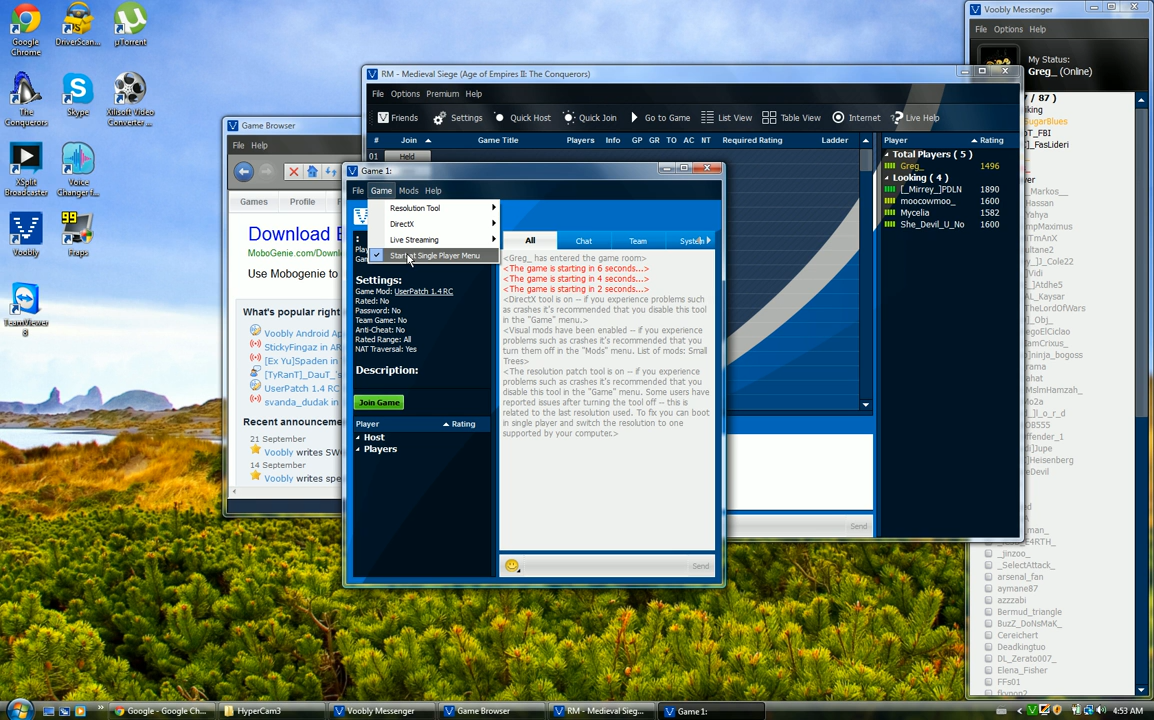 Google
Chrome
DriverScan...
µTorrent
The
Conquerors
Skype
Xilisoft Video
Converter ...
XSplit
Broadcaster
Voice
Changer f...
Voobly
99
Fraps
TeamViewer
8
Voobly Messenger
File Options Help
My Status:
Greg_ (Online)
/ 87 )
Game Browser
File Help
Games Profile
Download
MoboGenie.com/Down
Use Mobogenie to
What's popular right
Voobly Android Ap
StickyFingaz in AR
[Ex Yu]Spaden in
[TyRanT]_DaS's i
UserPatch 1.4 RC
svanda_dudak in
Recent announceme
21 September
Voobly writes SW
14 September
Voobly writes spe
RM - Medieval Siege (Age of Empires II: The Conquerors)
File Options Premium Help
Friends Settings Quick Host Quick Join Go to Game List View Table View Internet Live Help
# Join Game Title Players Info GP GR TO AC NT Required Rating Ladder
01 Held
Player Rating
Total Players ( 5 )
Greg_ 1496
Looking ( 4 )
[_Mirrey_]PDLN 1890
moocowmoo_ 1600
Mycelia 1582
She_Devil_U_No 1600
Send
Game 1:
File Game Mods Help
Resolution Tool
DirectX
Live Streaming
Start at Single Player Menu
Settings:
Game Mod: UserPatch 1.4 RC
Rated: No
Password: No
Team Game: No
Anti-Cheat: No
Rated Range: All
NAT Traversal: Yes
Description:
Join Game
Player Rating
Host
Players
All Chat Team System
<Greg_ has entered the game room>
<The game is starting in 6 seconds...>
<The game is starting in 4 seconds...>
<The game is starting in 2 seconds...>
<DirectX tool is on -- if you experience problems such
as crashes it's recommended that you disable this tool
in the "Game" menu.>
<Visual mods have been enabled -- if you experience
problems such as crashes it's recommended that you
turn them off in the "Mods" menu. List of mods: Small
Trees>
<The resolution patch tool is on -- if you experience
problems such as crashes it's recommended that you
disable this tool in the "Game" menu. Some users have
reported issues after turning the tool off -- this is
related to the last resolution used. To fix you can boot
in single player and switch the resolution to one
supported by your computer.>
Send
_jinzoo_
_SelectAttack_
arsenal_fan
aymane87
azzzabi
Bermud_triangle
BuzZ_DoNsMaK_
Cereichert
Deadkingtuo
DL_Zerato007_
Elena_Fisher
FFs01
fkypon2
Google - Google Ch...
HyperCam3
Voobly Messenger
Game Browser
RM - Medieval Sieg...
Game 1:
4:53 AM